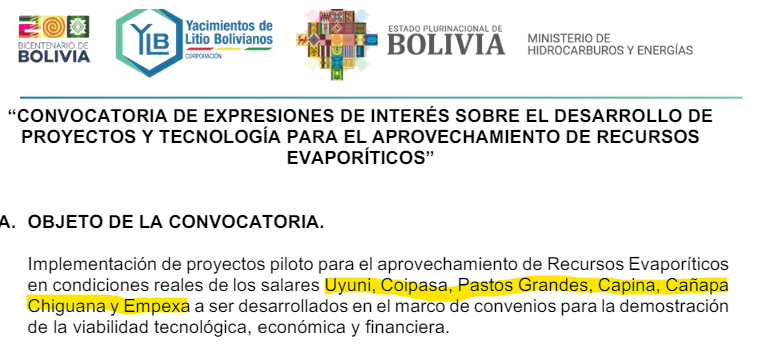 BICENTENARIO DE
BOLIVIA
YLB
Yacimientos de
Litio Bolivianos
CORPORACIÓN
ESTADO PLURINACIONAL DE
BOLIVIA
MINISTERIO DE
HIDROCARBUROS Y ENERGÍAS
“CONVOCATORIA DE EXPRESIONES DE INTERÉS SOBRE EL DESARROLLO DE
PROYECTOS Y TECNOLOGÍA PARA EL APROVECHAMIENTO DE RECURSOS
EVAPORÍTICOS”
A. OBJETO DE LA CONVOCATORIA.
Implementación de proyectos piloto para el aprovechamiento de Recursos Evaporíticos
en condiciones reales de los salares Uyuni, Coipasa, Pastos Grandes, Capina, Cañapa
Chiguana y Empexa a ser desarrollados en el marco de convenios para la demostración
de la viabilidad tecnológica, económica y financiera.